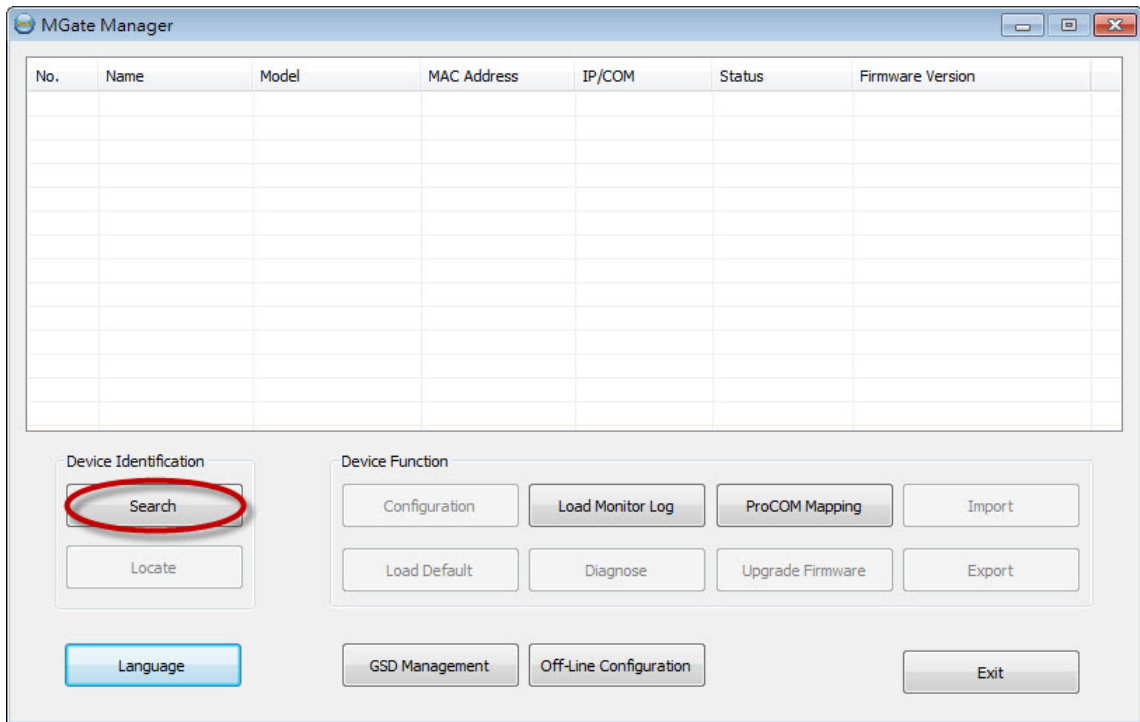 MGate Manager
No. Name Model MAC Address IP/COM Status Firmware Version
Device Identification Device Function
Search Configuration Load Monitor Log ProCOM Mapping Import
Locate Load Default Diagnose Upgrade Firmware Export
Language GSD Management Off-Line Configuration Exit